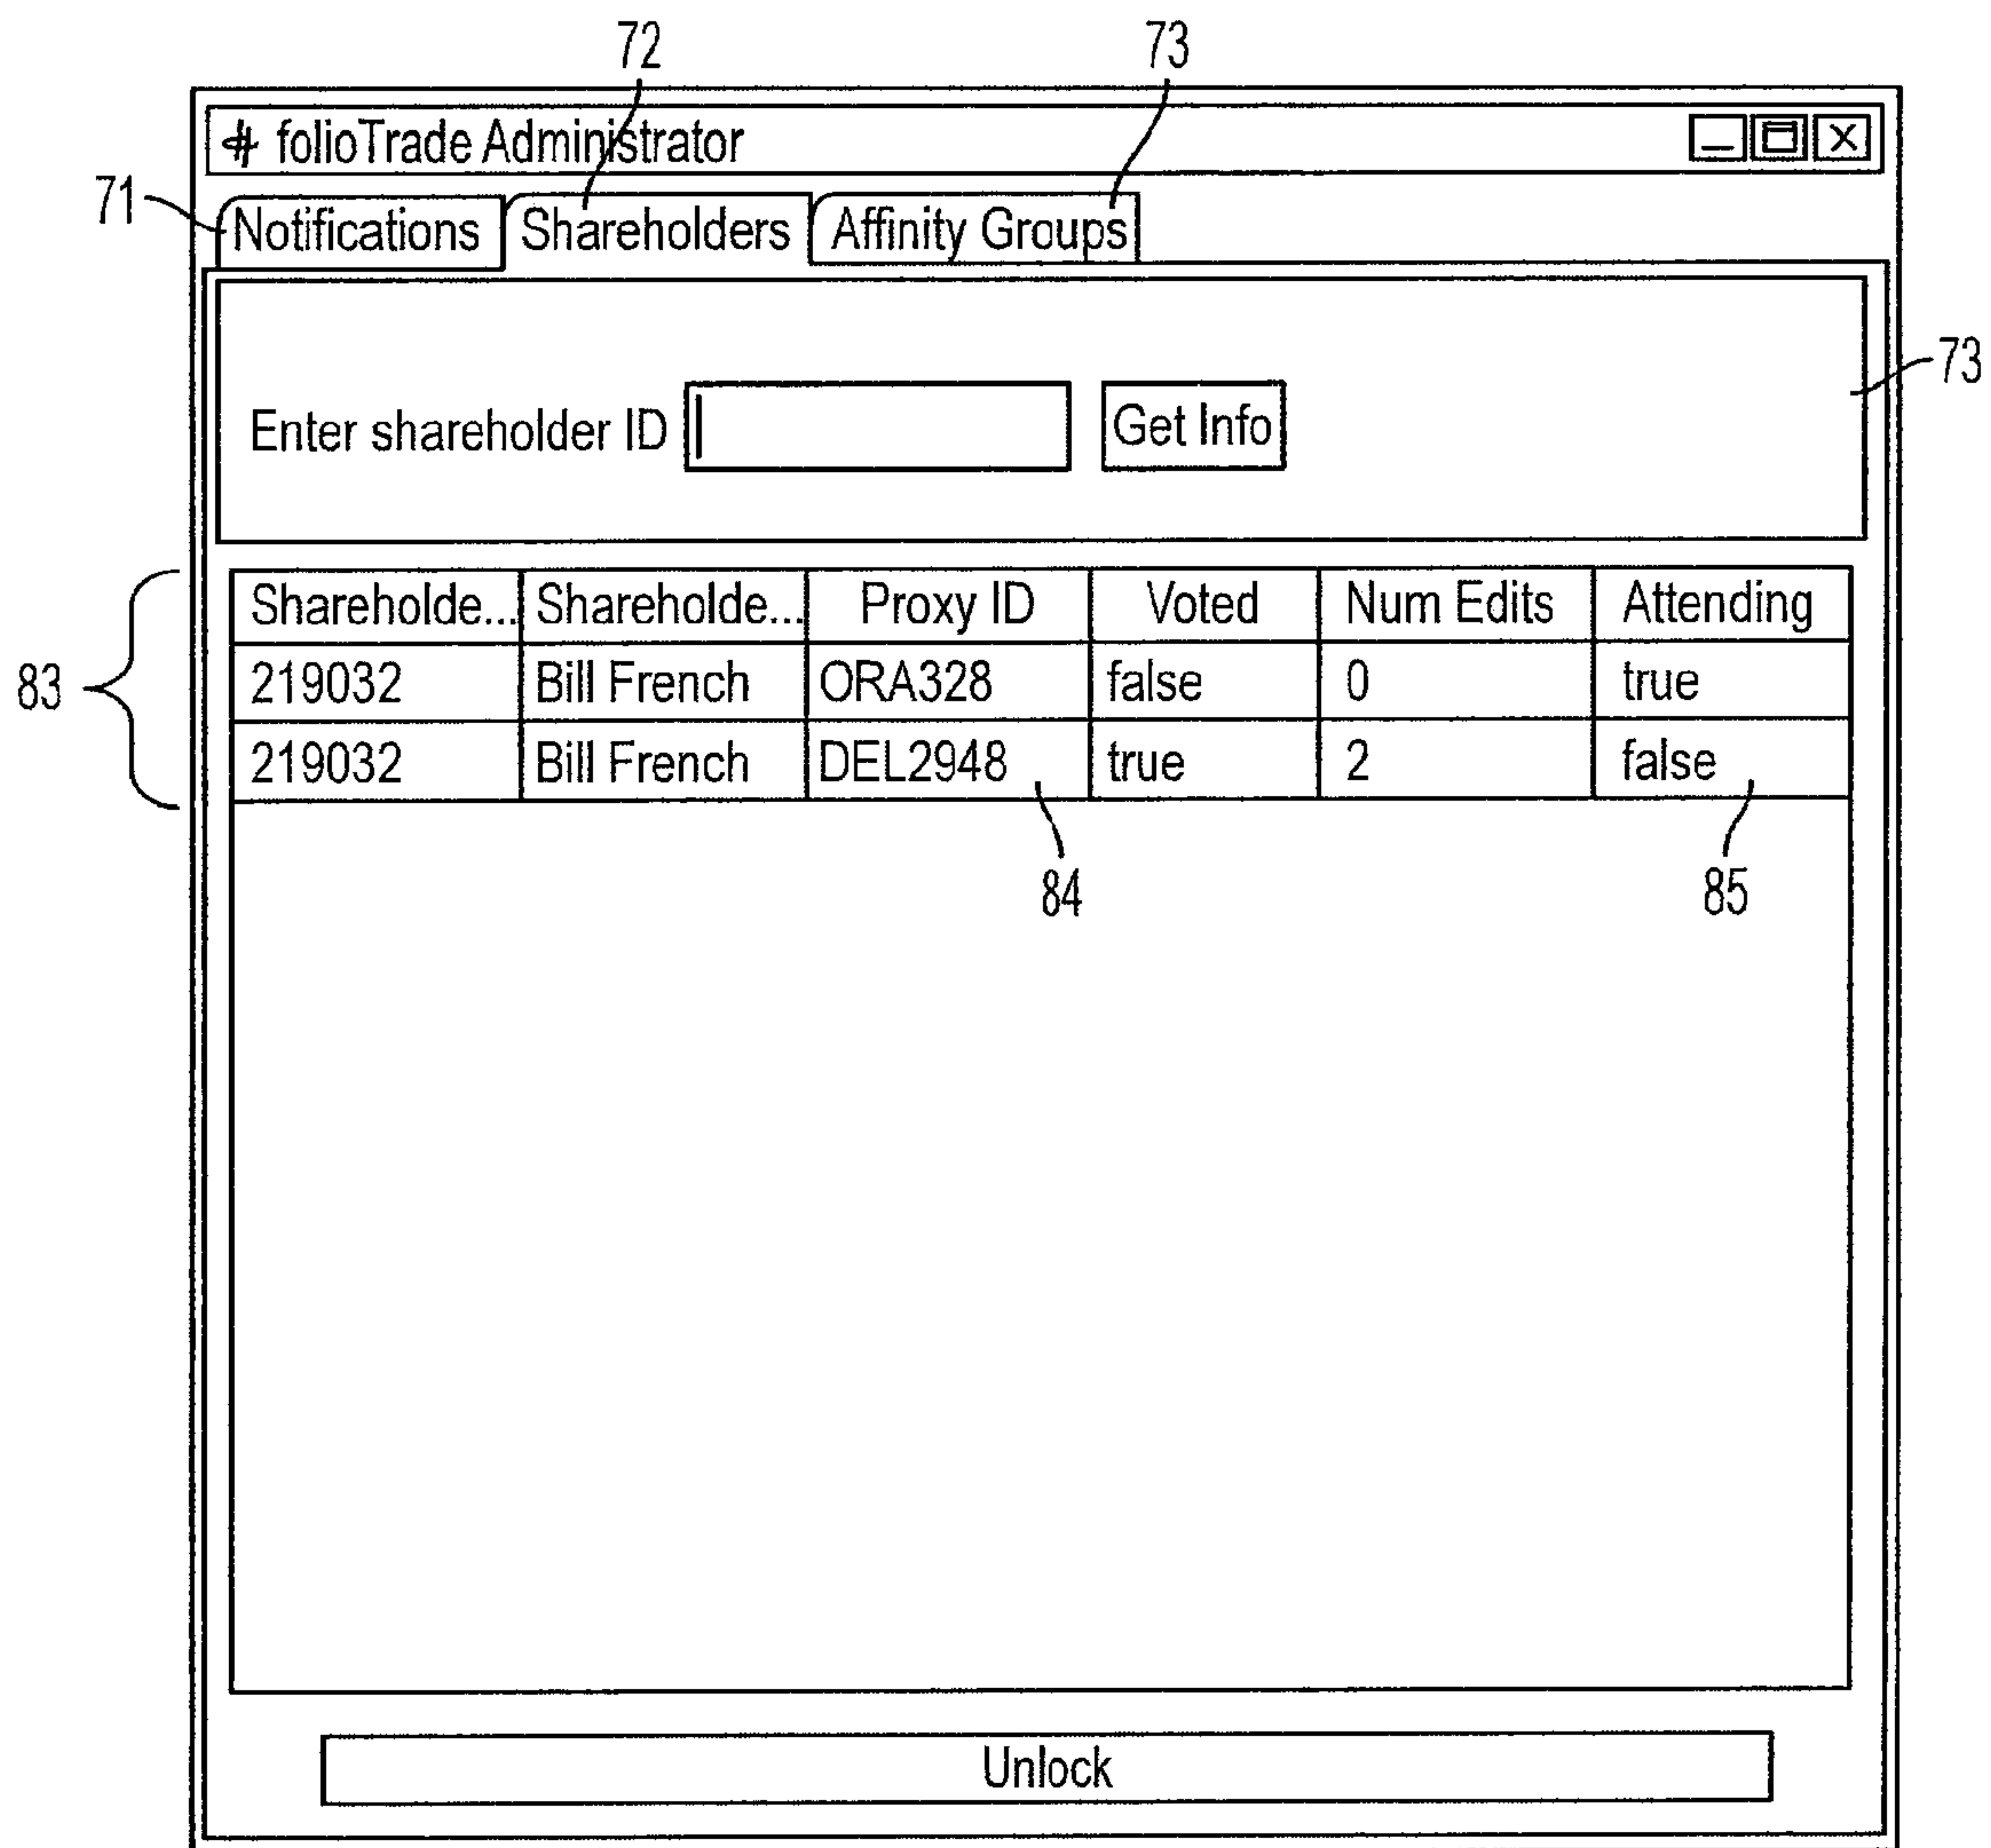 72 73
# folioTrade Administrator
71
Notifications Shareholders Affinity Groups
73
Enter shareholder ID Get Info
83
Shareholde... Shareholde... Proxy ID Voted Num Edits Attending
219032 Bill French ORA328 false 0 true
219032 Bill French DEL2948 true 2 false
84 85
Unlock